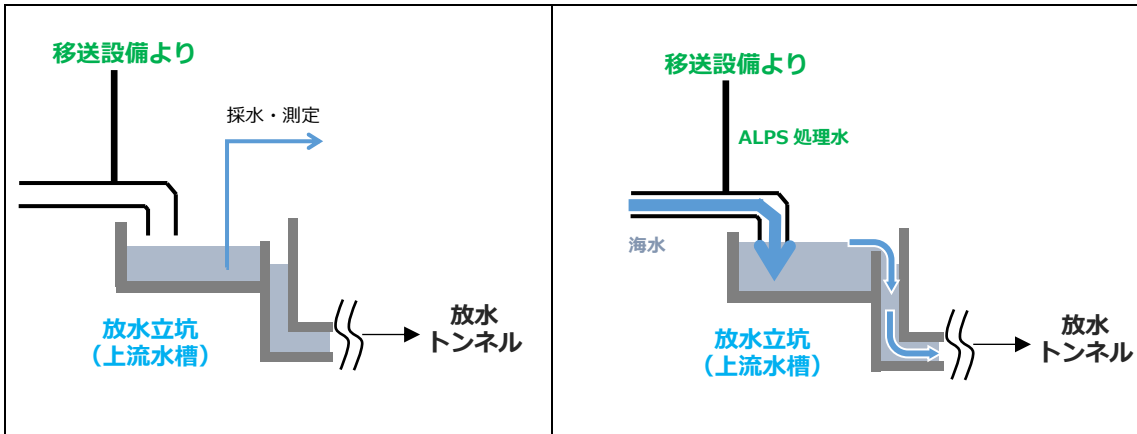 移送設備より
採水・測定
放水立坑
（上流水槽）
放水
トンネル
移送設備より
ALPS 処理水
海水
放水立坑
（上流水槽）
放水
トンネル